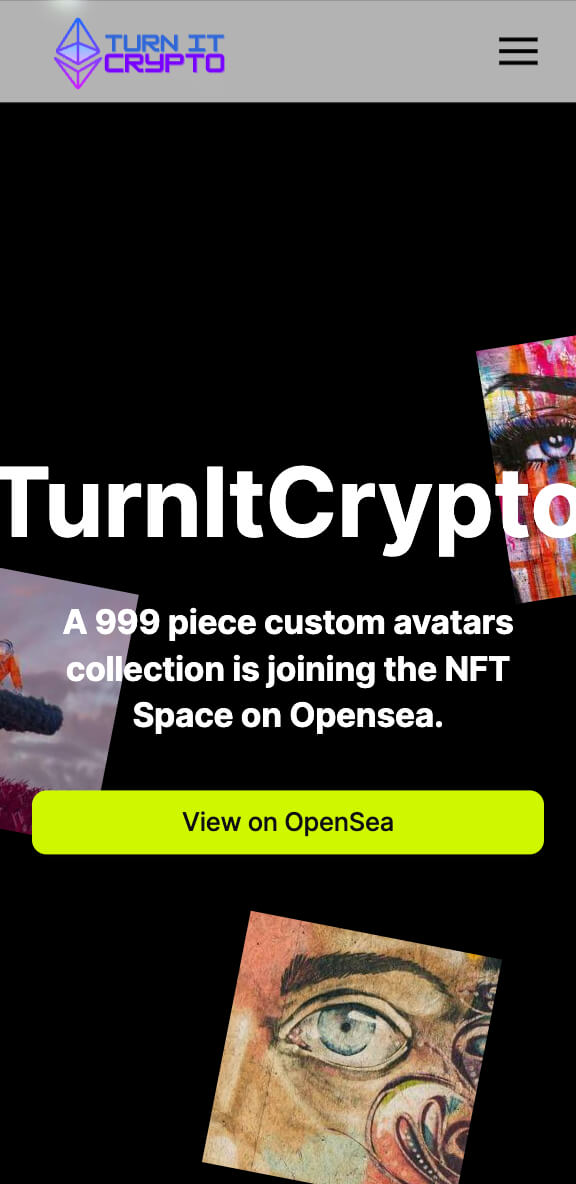 TURN IT
CRYPTO
TurnItCrypto
A 999 piece custom avatars
collection is joining the NFT
Space on Opensea.
View on OpenSea